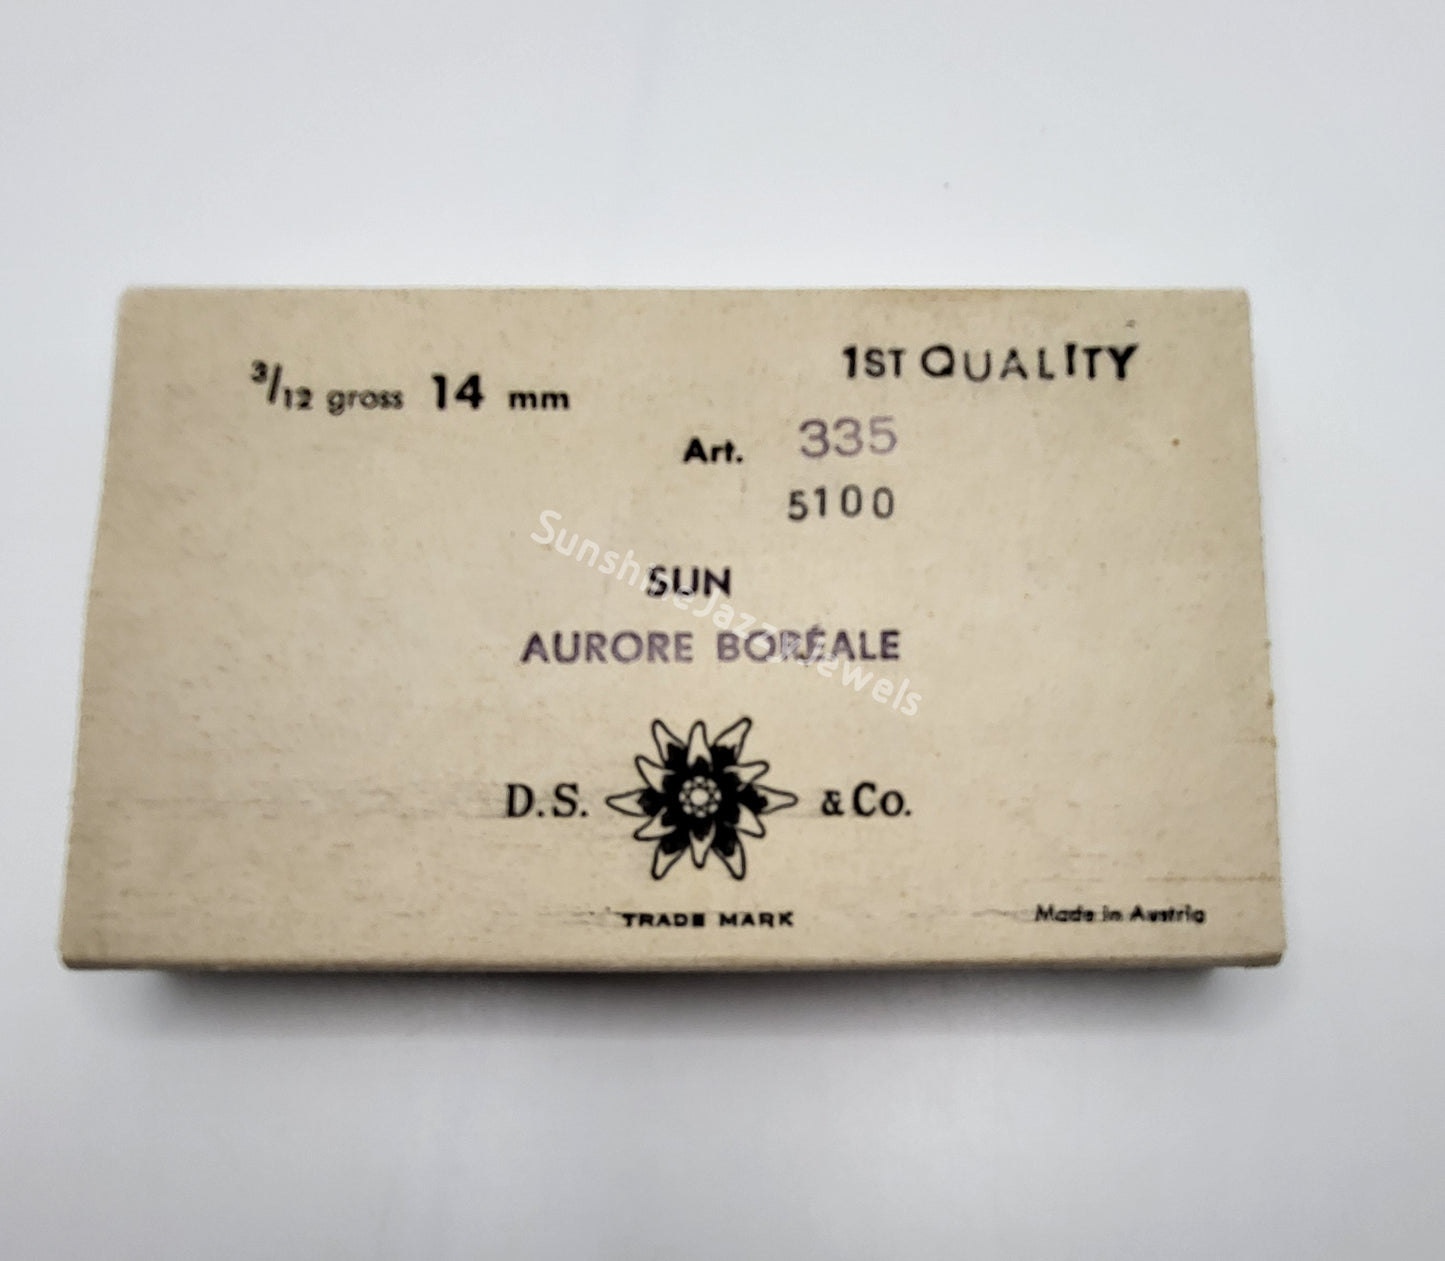 3/12 gross 14 mm
1ST QUALITY
Art. 335
5100
SUN
AURORE BORÉALE
D.S. & Co.
TRADE MARK
Made in Austria
SunshineJazzyJewels